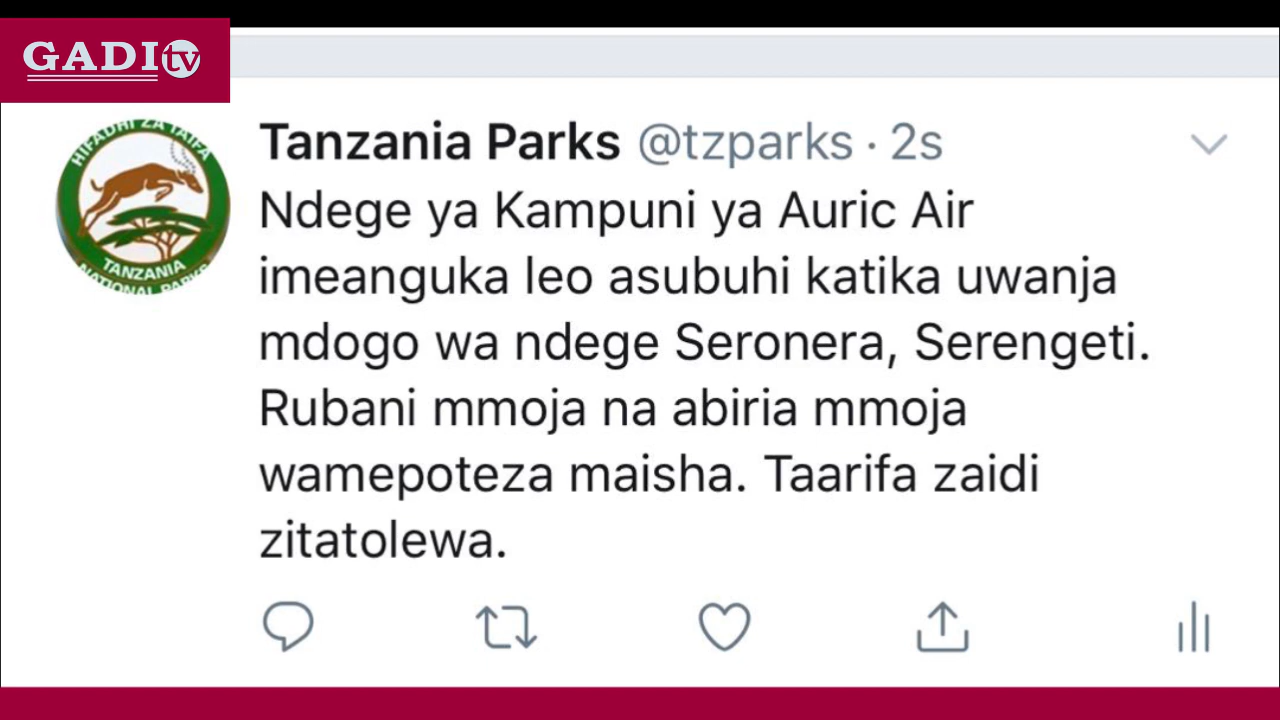 GADI tv
HIFADHI ZA TAIFA
TANZANIA
NATIONAL PARKS
Tanzania Parks @tzparks · 2s
Ndege ya Kampuni ya Auric Air
imeanguka leo asubuhi katika uwanja
mdogo wa ndege Seronera, Serengeti.
Rubani mmoja na abiria mmoja
wamepoteza maisha. Taarifa zaidi
zitatolewa.